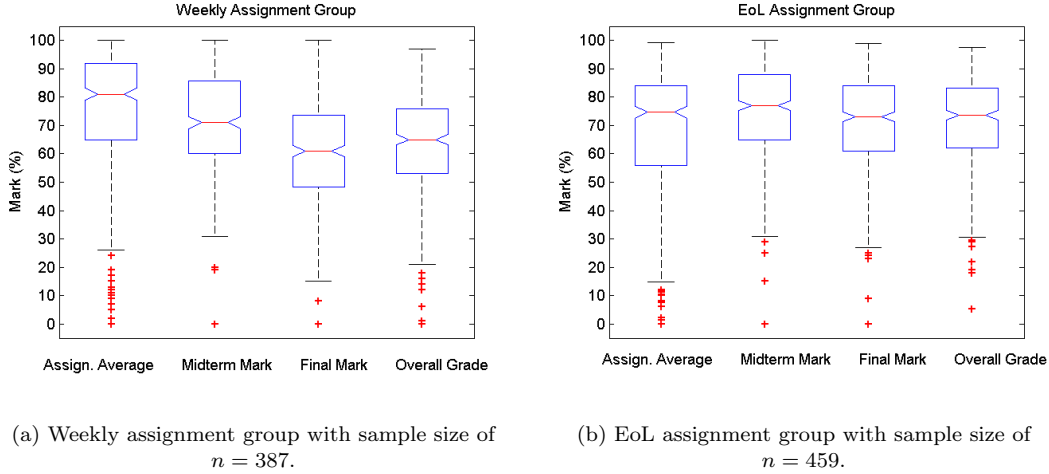 Weekly Assignment Group
Mark (%)
100
90
80
70
60
50
40
30
20
10
0
Assign. Average Midterm Mark Final Mark Overall Grade
(a) Weekly assignment group with sample size of
n = 387.
EoL Assignment Group
Mark (%)
100
90
80
70
60
50
40
30
20
10
0
Assign. Average Midterm Mark Final Mark Overall Grade
(b) EoL assignment group with sample size of
n = 459.